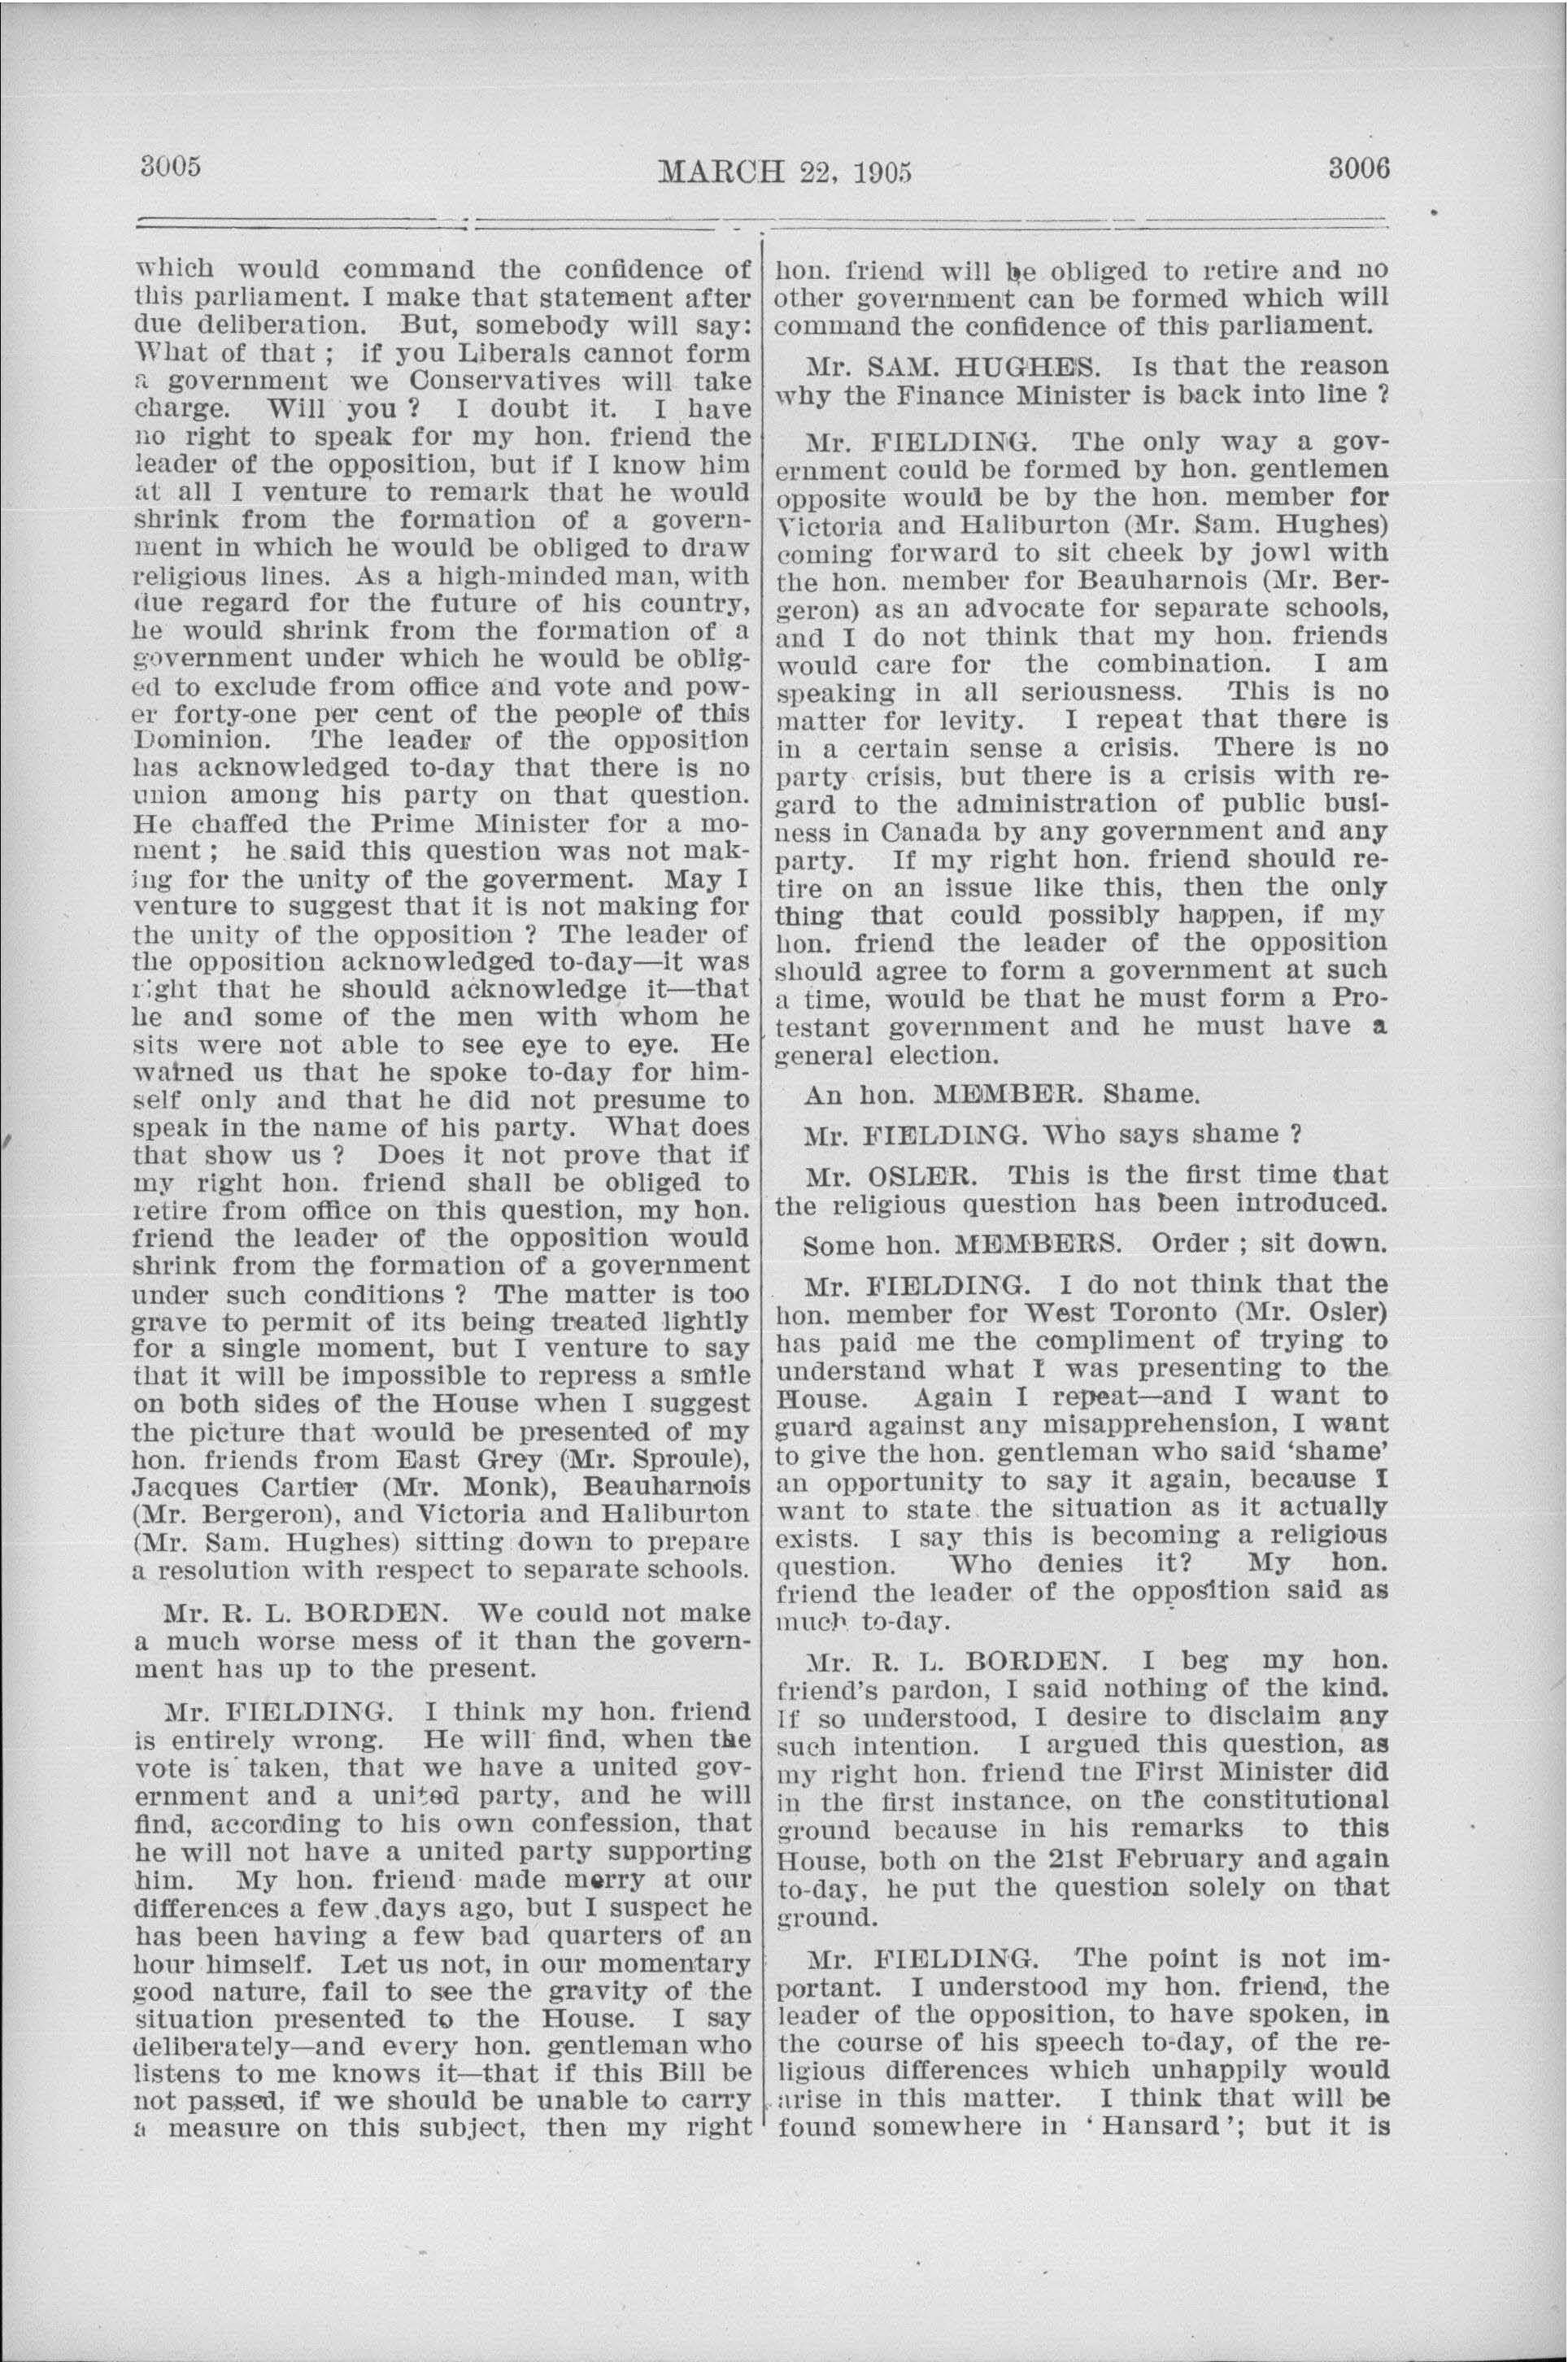 3005 MARCH 22, 1905 3006
which would command the confidence of
this parliament. I make that statement after
due deliberation. But, somebody will say:
What of that ; if you Liberals cannot form
a government we Conservatives will take
charge. Will you ? I doubt it. I have
no right to speak for my hon. friend the
leader of the opposition, but if I know him
at all I venture to remark that he would
shrink from the formation of a govern-
ment in which he would be obliged to draw
religious lines. As a high-minded man, with
due regard for the future of his country,
he would shrink from the formation of a
government under which he would be oblig-
ed to exclude from office and vote and pow-
er forty-one per cent of the people of this
Dominion. The leader of the opposition
has acknowledged to-day that there is no
union among his party on that question.
He chaffed the Prime Minister for a mo-
ment ; he said this question was not mak-
ing for the unity of the goverment. May I
venture to suggest that it is not making for
the unity of the opposition ? The leader of
the opposition acknowledged to-day—it was
right that he should acknowledge it—that
he and some of the men with whom he
sits were not able to see eye to eye. He
warned us that he spoke to-day for him-
self only and that he did not presume to
speak in the name of his party. What does
that show us ? Does it not prove that if
my right hon. friend shall be obliged to
retire from office on this question, my hon.
friend the leader of the opposition would
shrink from the formation of a government
under such conditions ? The matter is too
grave to permit of its being treated lightly
for a single moment, but I venture to say
that it will be impossible to repress a smile
on both sides of the House when I suggest
the picture that would be presented of my
hon. friends from East Grey (Mr. Sproule),
Jacques Cartier (Mr. Monk), Beauharnois
(Mr. Bergeron), and Victoria and Haliburton
(Mr. Sam. Hughes) sitting down to prepare
a resolution with respect to separate schools.
Mr. R. L. BORDEN. We could not make
a much worse mess of it than the govern-
ment has up to the present.
Mr. FIELDING. I think my hon. friend
is entirely wrong. He will find, when the
vote is taken, that we have a united gov-
ernment and a united party, and he will
find, according to his own confession, that
he will not have a united party supporting
him. My hon. friend made merry at our
differences a few days ago, but I suspect he
has been having a few bad quarters of an
hour himself. Let us not, in our momentary
good nature, fail to see the gravity of the
situation presented to the House. I say
deliberately—and every hon. gentleman who
listens to me knows it—that if this Bill be
not passed, if we should be unable to carry
a measure on this subject, then my right
hon. friend will be obliged to retire and no
other government can be formed which will
command the confidence of this parliament.
Mr. SAM. HUGHES. Is that the reason
why the Finance Minister is back into line ?
Mr. FIELDING. The only way a gov-
ernment could be formed by hon. gentlemen
opposite would be by the hon. member for
Victoria and Haliburton (Mr. Sam. Hughes)
coming forward to sit cheek by jowl with
the hon. member for Beauharnois (Mr. Ber-
geron) as an advocate for separate schools,
and I do not think that my hon. friends
would care for the combination. I am
speaking in all seriousness. This is no
matter for levity. I repeat that there is
in a certain sense a crisis. There is no
party crisis, but there is a crisis with re-
gard to the administration of public busi-
ness in Canada by any government and any
party. If my right hon. friend should re-
tire on an issue like this, then the only
thing that could possibly happen, if my
hon. friend the leader of the opposition
should agree to form a government at such
a time, would be that he must form a Pro-
testant government and he must have a
general election.
An hon. MEMBER. Shame.
Mr. FIELDING. Who says shame ?
Mr. OSLER. This is the first time that
the religious question has been introduced.
Some hon. MEMBERS. Order ; sit down.
Mr. FIELDING. I do not think that the
hon. member for West Toronto (Mr. Osler)
has paid me the compliment of trying to
understand what I was presenting to the
House. Again I repeat—and I want to
guard against any misapprehension, I want
to give the hon. gentleman who said ‘shame’
an opportunity to say it again, because I
want to state the situation as it actually
exists. I say this is becoming a religious
question. Who denies it? My hon.
friend the leader of the opposition said as
much to-day.
Mr. R. L. BORDEN. I beg my hon.
friend's pardon, I said nothing of the kind.
If so understood, I desire to disclaim any
such intention. I argued this question, as
my right hon. friend the First Minister did
in the first instance, on the constitutional
ground because in his remarks to this
House, both on the 21st February and again
to-day, he put the question solely on that
ground.
Mr. FIELDING. The point is not im-
portant. I understood my hon. friend, the
leader of the opposition, to have spoken, in
the course of his speech to-day, of the re-
ligious differences which unhappily would
arise in this matter. I think that will be
found somewhere in ‘ Hansard ’; but it is